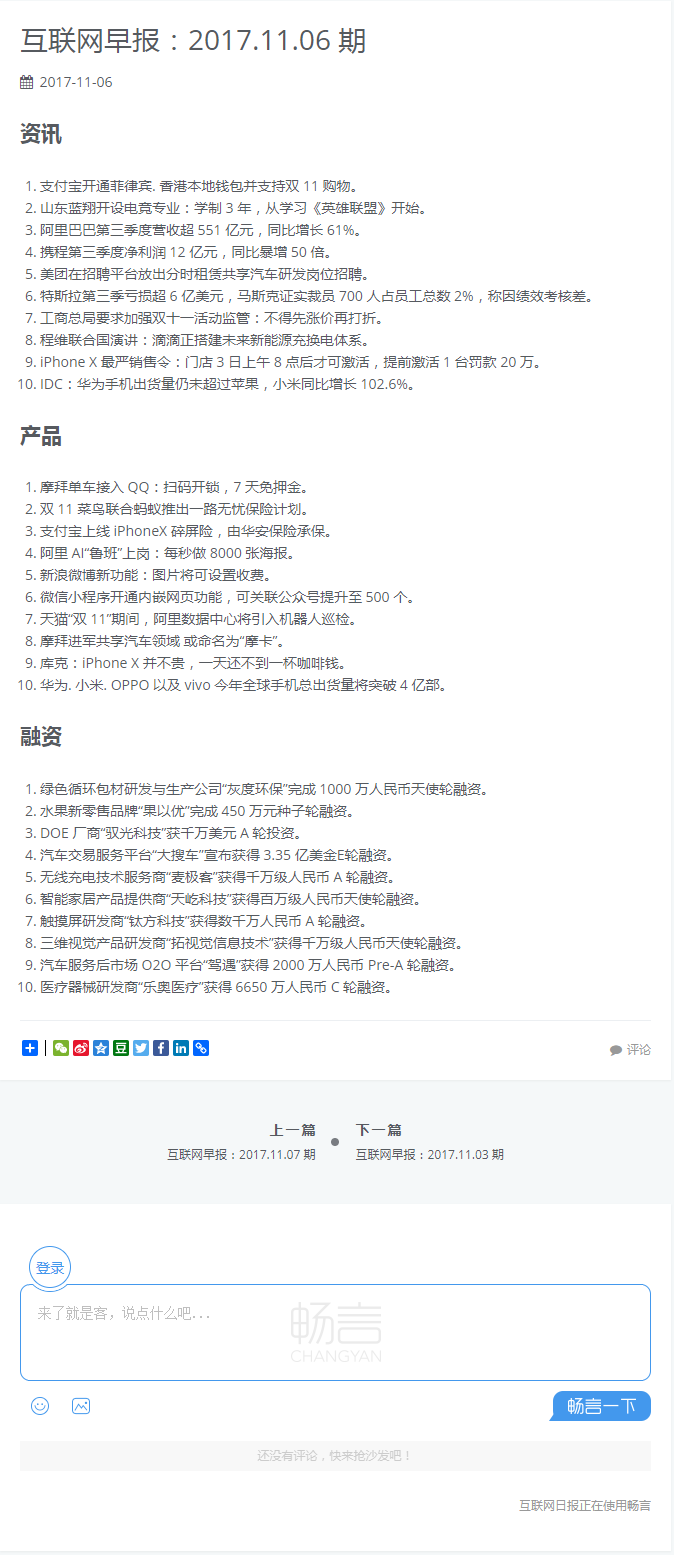 互联网早报：2017.11.06 期
2017-11-06
资讯
1. 支付宝开通菲律宾. 香港本地钱包并支持双 11 购物。
2. 山东蓝翔开设电竞专业：学制 3 年，从学习《英雄联盟》开始。
3. 阿里巴巴第三季度营收超 551 亿元，同比增长 61%。
4. 携程第三季度净利润 12 亿元，同比暴增 50 倍。
5. 美团在招聘平台放出分时租赁共享汽车研发岗位招聘。
6. 特斯拉第三季亏损超 6 亿美元，马斯克证实裁员 700 人占员工总数 2%，称因绩效考核差。
7. 工商总局要求加强双十一活动监管：不得先涨价再打折。
8. 程维联合国演讲：滴滴正搭建未来新能源充换电体系。
9. iPhone X 最严销售令：门店 3 日上午 8 点后才可激活，提前激活 1 台罚款 20 万。
10. IDC：华为手机出货量仍未超过苹果，小米同比增长 102.6%。
产品
1. 摩拜单车接入 QQ：扫码开锁，7 天免押金。
2. 双 11 菜鸟联合蚂蚁推出一路无忧保险计划。
3. 支付宝上线 iPhoneX 碎屏险，由华安保险承保。
4. 阿里 AI“鲁班”上岗：每秒做 8000 张海报。
5. 新浪微博新功能：图片将可设置收费。
6. 微信小程序开通内嵌网页功能，可关联公众号提升至 500 个。
7. 天猫“双 11”期间，阿里数据中心将引入机器人巡检。
8. 摩拜进军共享汽车领域 或命名为“摩卡”。
9. 库克：iPhone X 并不贵，一天还不到一杯咖啡钱。
10. 华为. 小米. OPPO 以及 vivo 今年全球手机总出货量将突破 4 亿部。
融资
1. 绿色循环包材研发与生产公司“灰度环保”完成 1000 万人民币天使轮融资。
2. 水果新零售品牌“果以优”完成 450 万元种子轮融资。
3. DOE 厂商“驭光科技”获千万美元 A 轮投资。
4. 汽车交易服务平台“大搜车”宣布获得 3.35 亿美金E轮融资。
5. 无线充电技术服务商“麦极客”获得千万级人民币 A 轮融资。
6. 智能家居产品提供商“天屹科技”获得百万级人民币天使轮融资。
7. 触摸屏研发商“钛方科技”获得数千万人民币 A 轮融资。
8. 三维视觉产品研发商“拓视觉信息技术”获得千万级人民币天使轮融资。
9. 汽车服务后市场 O2O 平台“驾遇”获得 2000 万人民币 Pre-A 轮融资。
10. 医疗器械研发商“乐奥医疗”获得 6650 万人民币 C 轮融资。
评论
上一篇
互联网早报：2017.11.07 期
下一篇
互联网早报：2017.11.03 期
登录
来了就是客，说点什么吧...
畅言
CHANGYAN
畅言一下
还没有评论，快来抢沙发吧！
互联网日报正在使用畅言